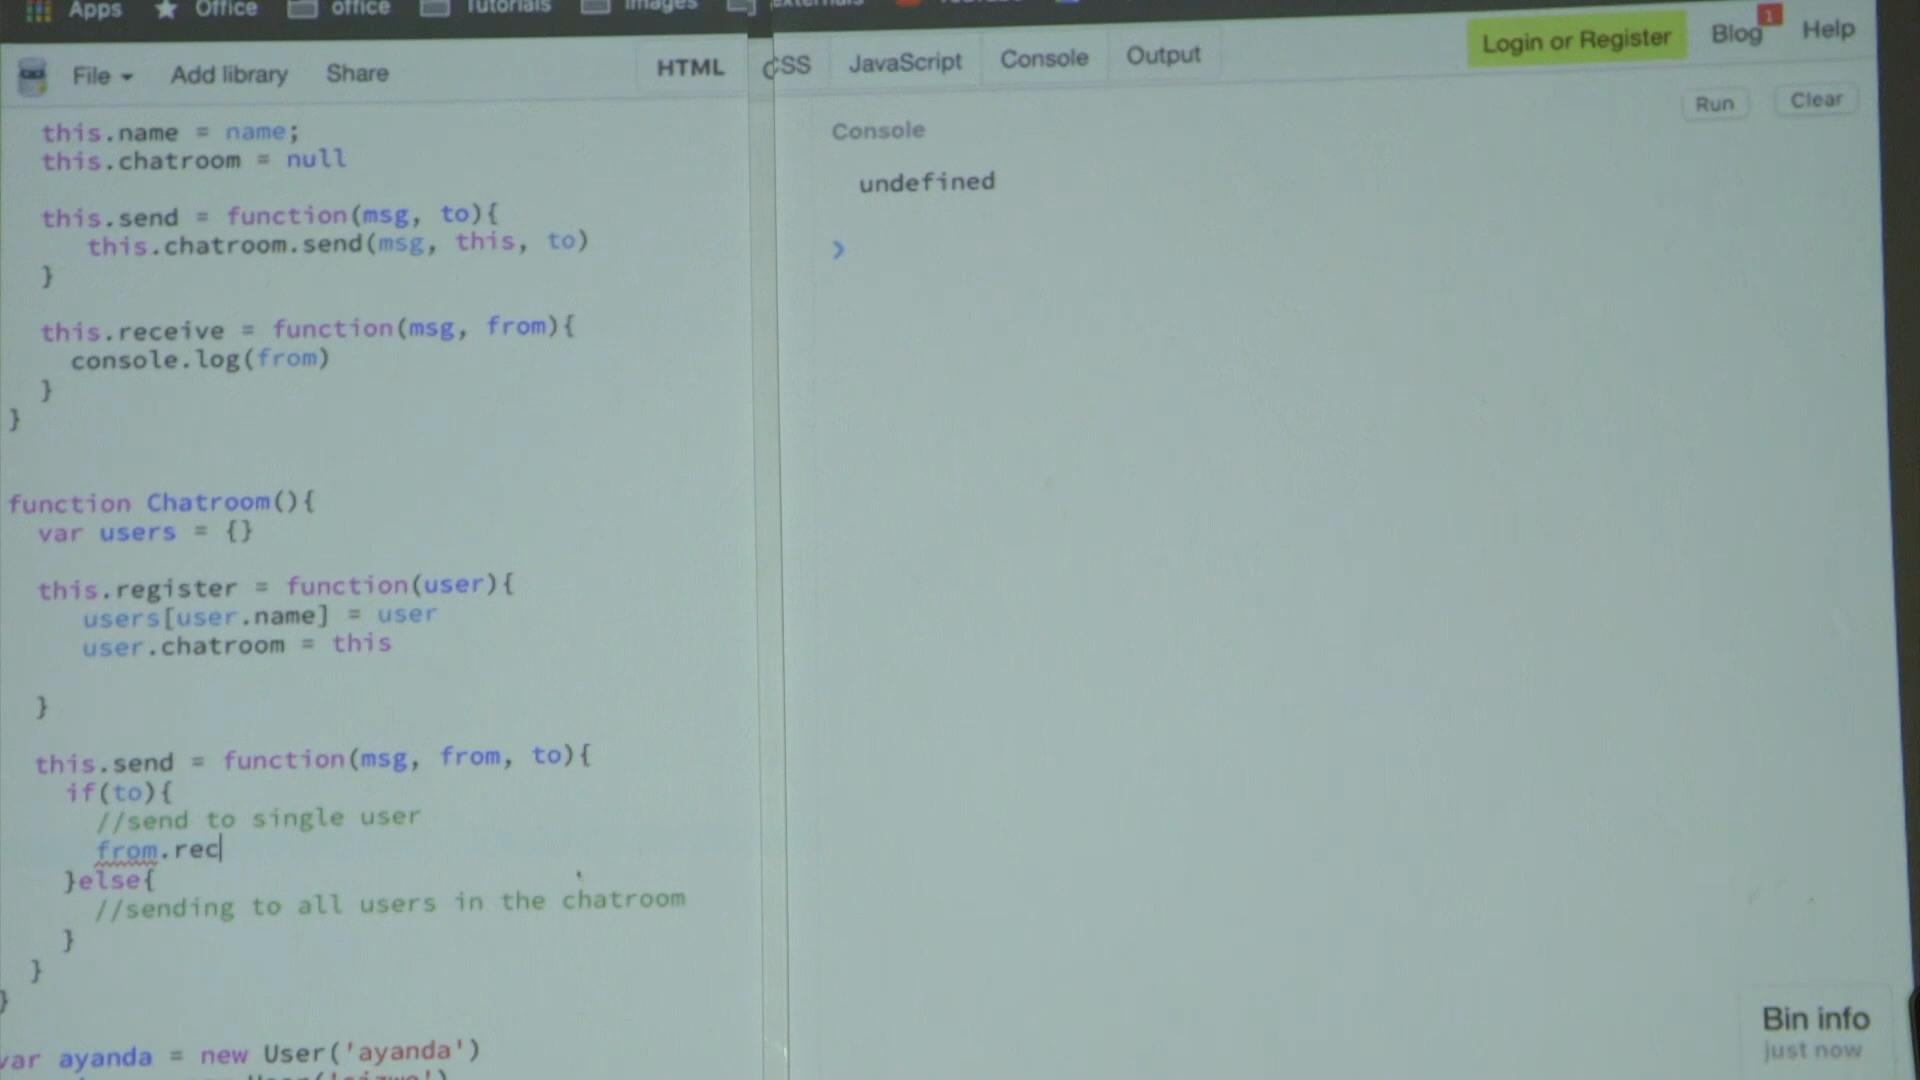 Apps Office office Tutorials Images
File Add library Share HTML CSS JavaScript Console Output Login or Register Blog 1 Help
Run Clear
Console
undefined
>
this.name = name;
this.chatroom = null
this.send = function(msg, to){
this.chatroom.send(msg, this, to)
}
this.receive = function(msg, from){
console.log(from)
}
}
function Chatroom(){
var users = {}
this.register = function(user){
users[user.name] = user
user.chatroom = this
}
this.send = function(msg, from, to){
if(to){
//send to single user
from.rec
}else{
//sending to all users in the chatroom
}
}
}
var ayanda = new User('ayanda')
Bin info
just now